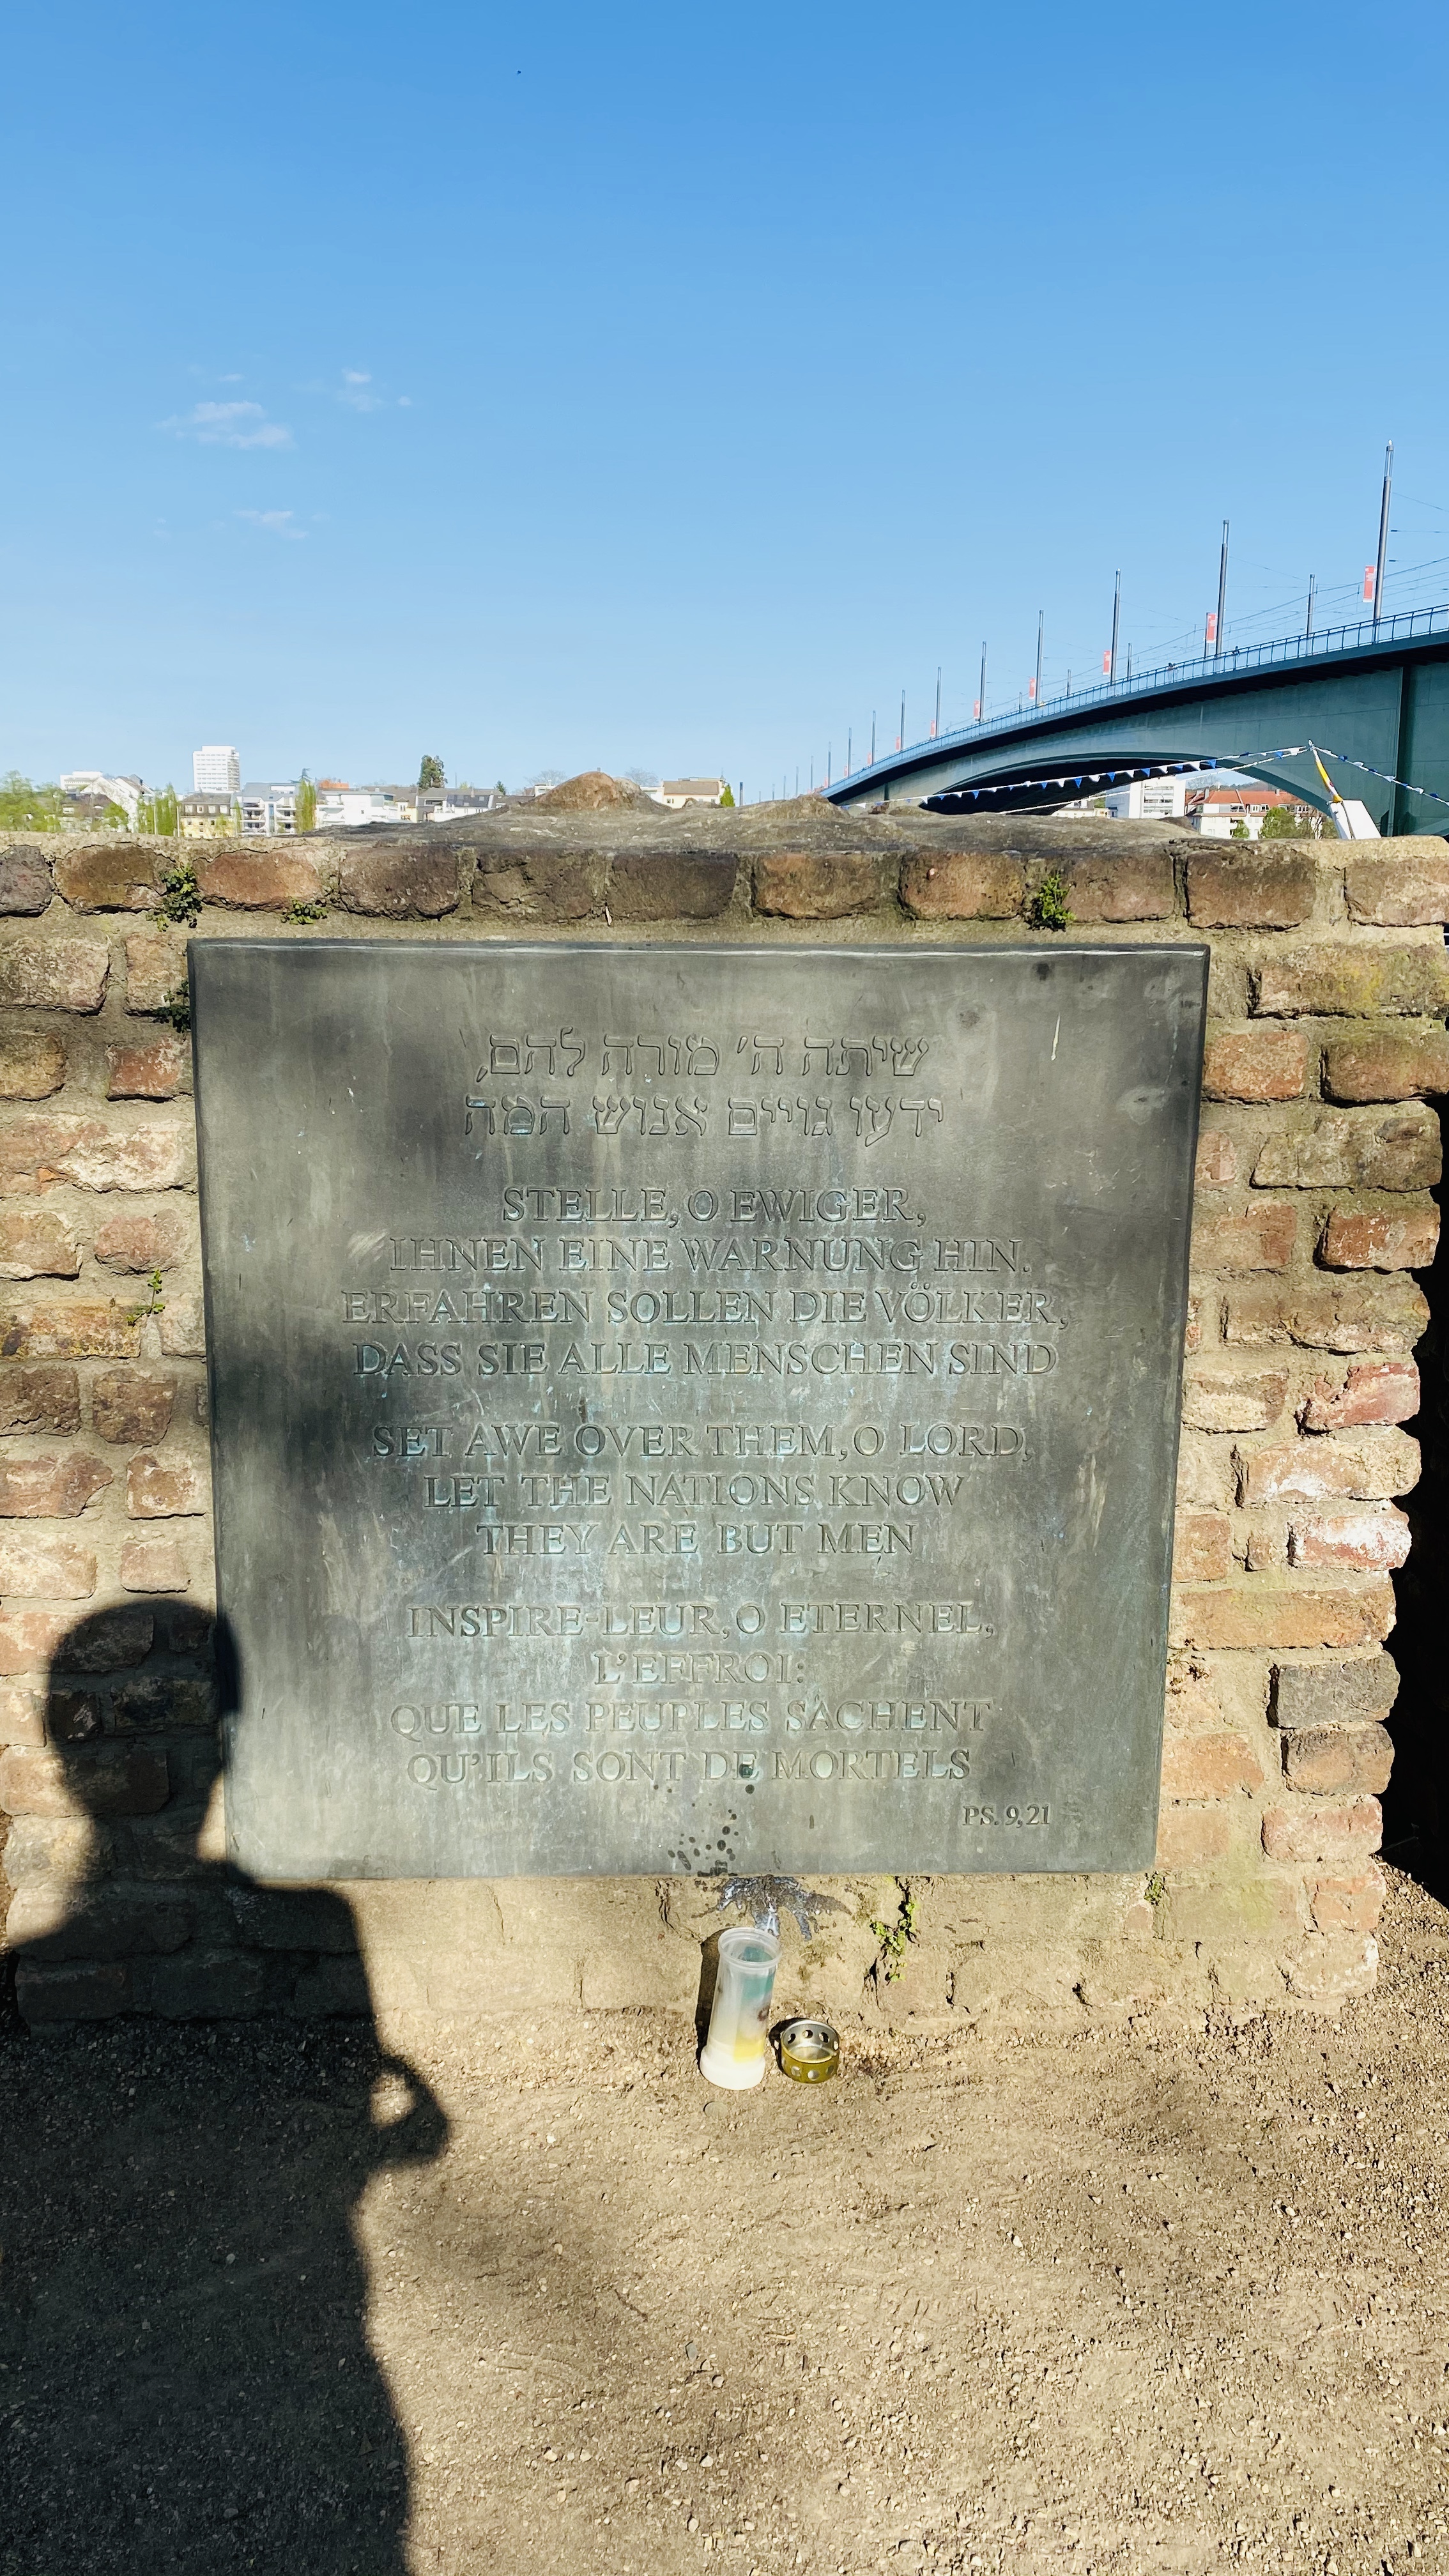 שיתה ה׳ מורה להם,
ידעו גויים אנוש המה
STELLE, O EWIGER,
IHNEN EINE WARNUNG HIN.
ERFAHREN SOLLEN DIE VÖLKER,
DASS SIE ALLE MENSCHEN SIND
SET AWE OVER THEM, O LORD,
LET THE NATIONS KNOW
THEY ARE BUT MEN
INSPIRE-LEUR, O ETERNEL,
L'EFFROI:
QUE LES PEUPLES SACHENT
QU'ILS SONT DE MORTELS
PS. 9,21